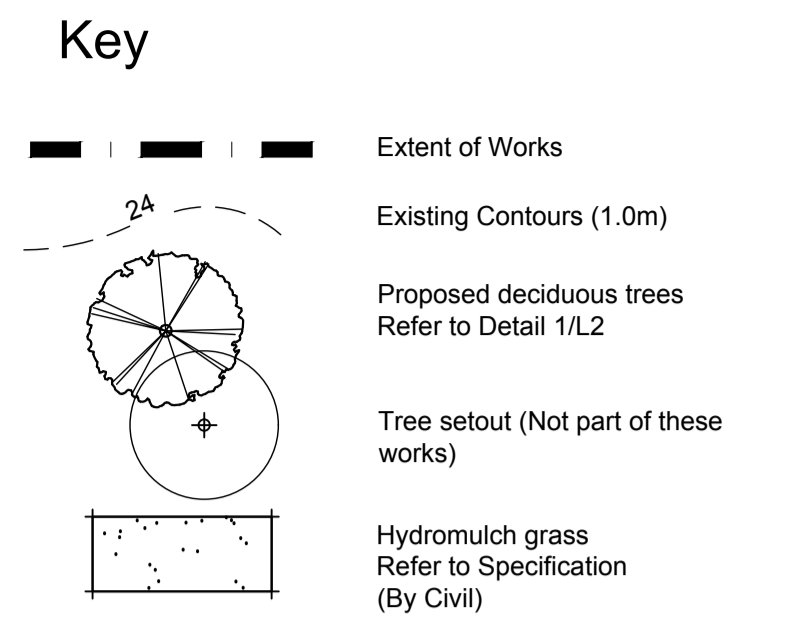 Key
Extent of Works
24
Existing Contours (1.0m)
Proposed deciduous trees
Refer to Detail 1/L2
Tree setout (Not part of these
works)
Hydromulch grass
Refer to Specification
(By Civil)